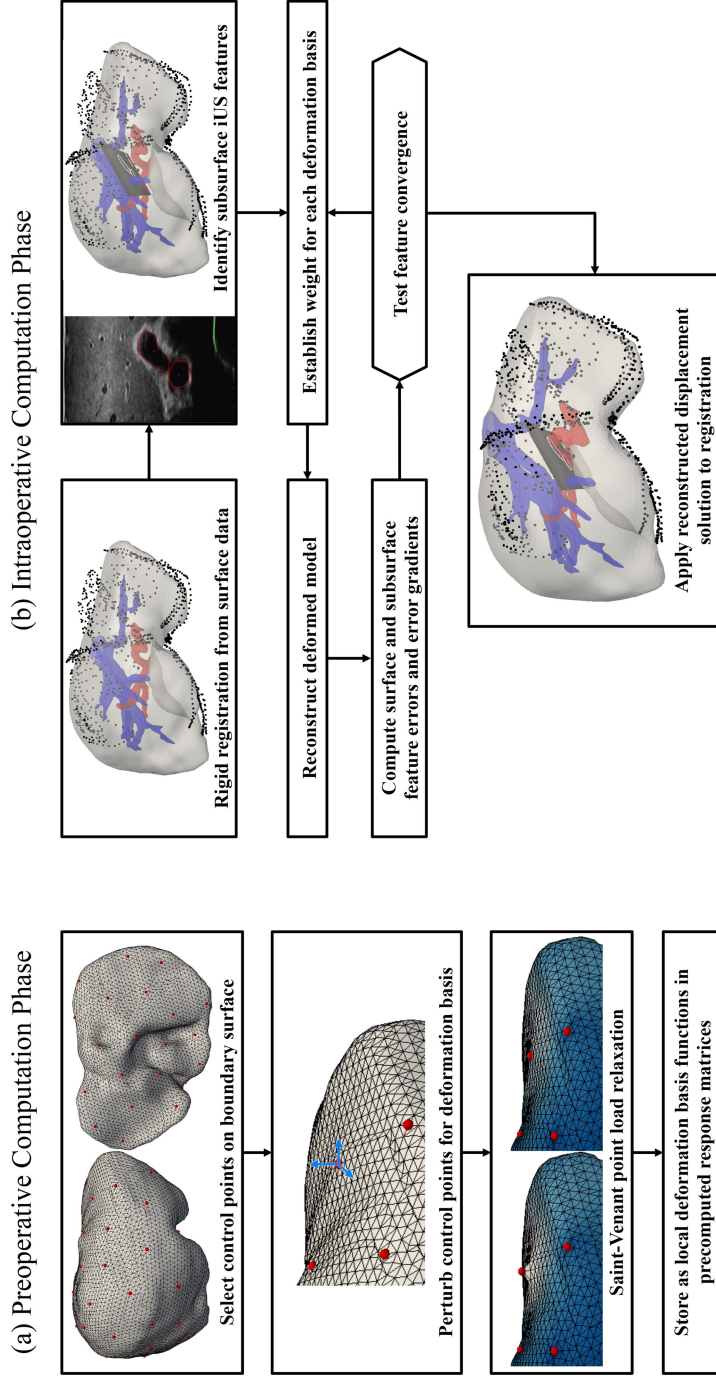 (a) Preoperative Computation Phase
Select control points on boundary surface
Perturb control points for deformation basis
Saint-Venant point load relaxation
Store as local deformation basis functions in
precomputed response matrices
(b) Intraoperative Computation Phase
Rigid registration from surface data
Identify subsurface iUS features
Establish weight for each deformation basis
Reconstruct deformed model
Compute surface and subsurface
feature errors and error gradients
Test feature convergence
Apply reconstructed displacement
solution to registration